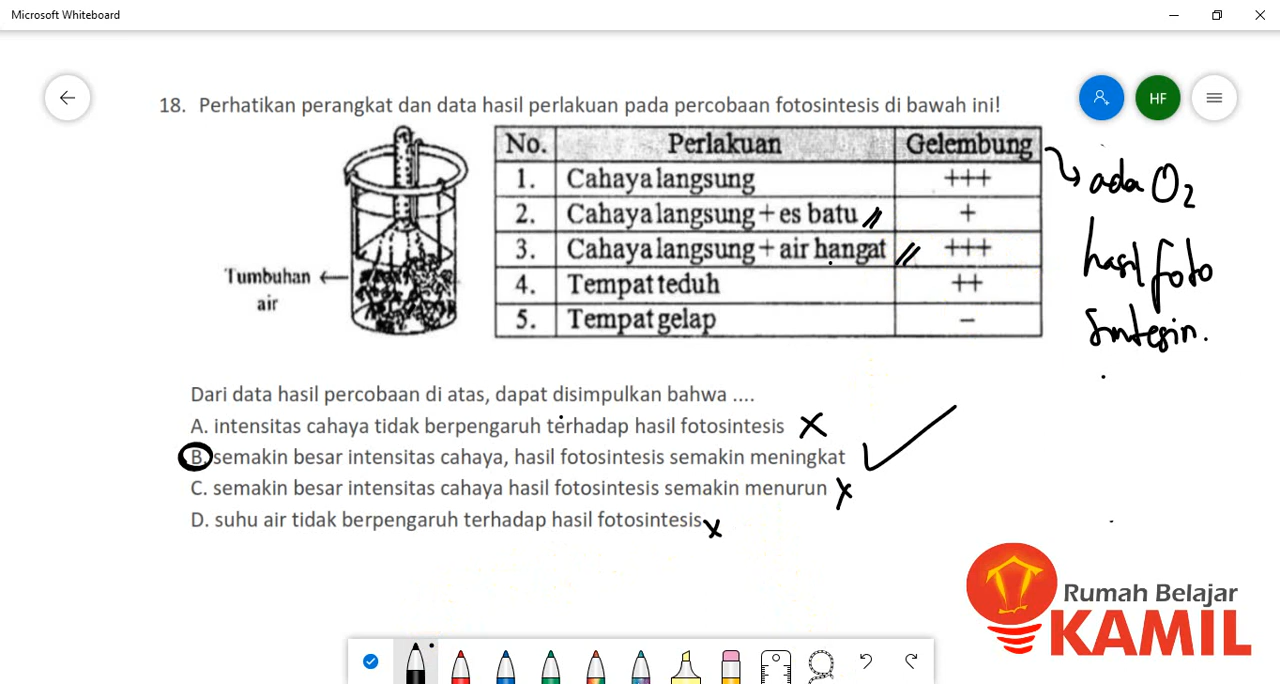 Microsoft Whiteboard
HF
18. Perhatikan perangkat dan data hasil perlakuan pada percobaan fotosintesis di bawah ini!
Tumbuhan
air
No. Perlakuan Gelembung
1. Cahaya langsung +++
2. Cahaya langsung + es batu +
3. Cahaya langsung + air hangat +++
4. Tempat teduh ++
5. Tempat gelap –
ada O2
hasil foto
sintesin.
Dari data hasil percobaan di atas, dapat disimpulkan bahwa ....
A. intensitas cahaya tidak berpengaruh terhadap hasil fotosintesis
B. semakin besar intensitas cahaya, hasil fotosintesis semakin meningkat
C. semakin besar intensitas cahaya hasil fotosintesis semakin menurun
D. suhu air tidak berpengaruh terhadap hasil fotosintesis
Rumah Belajar
KAMIL